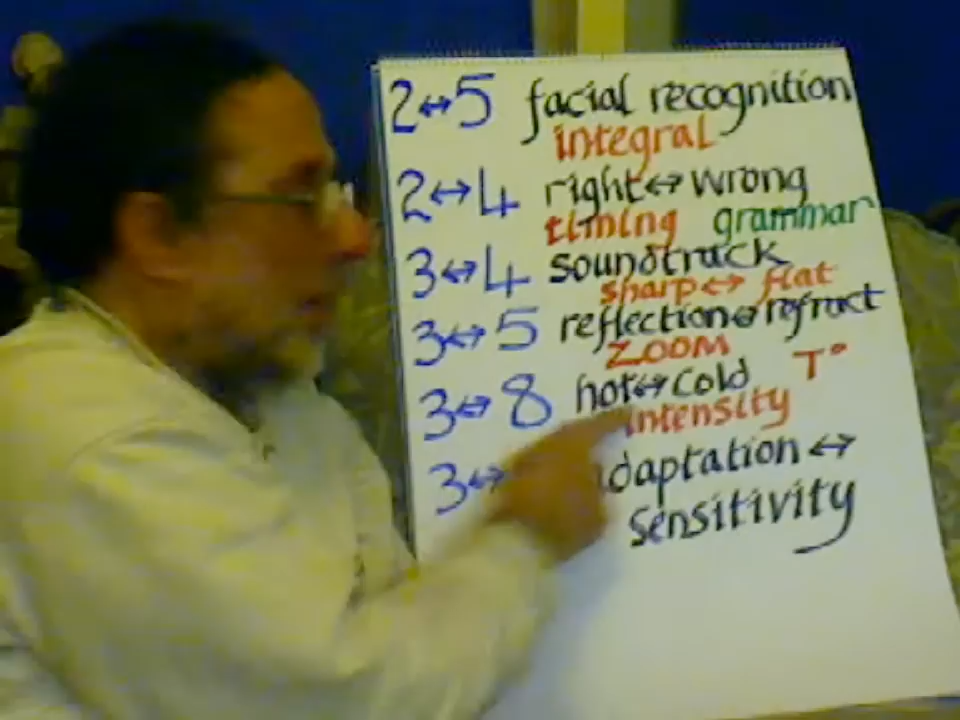 2↔5 facial recognition
integral
2↔4 right↔wrong
timing grammar
3↔4 soundtrack
sharp↔flat
3↔5 reflection↔refract
ZOOM T°
3↔8 hot↔cold
intensity
3↔ adaptation↔
sensitivity